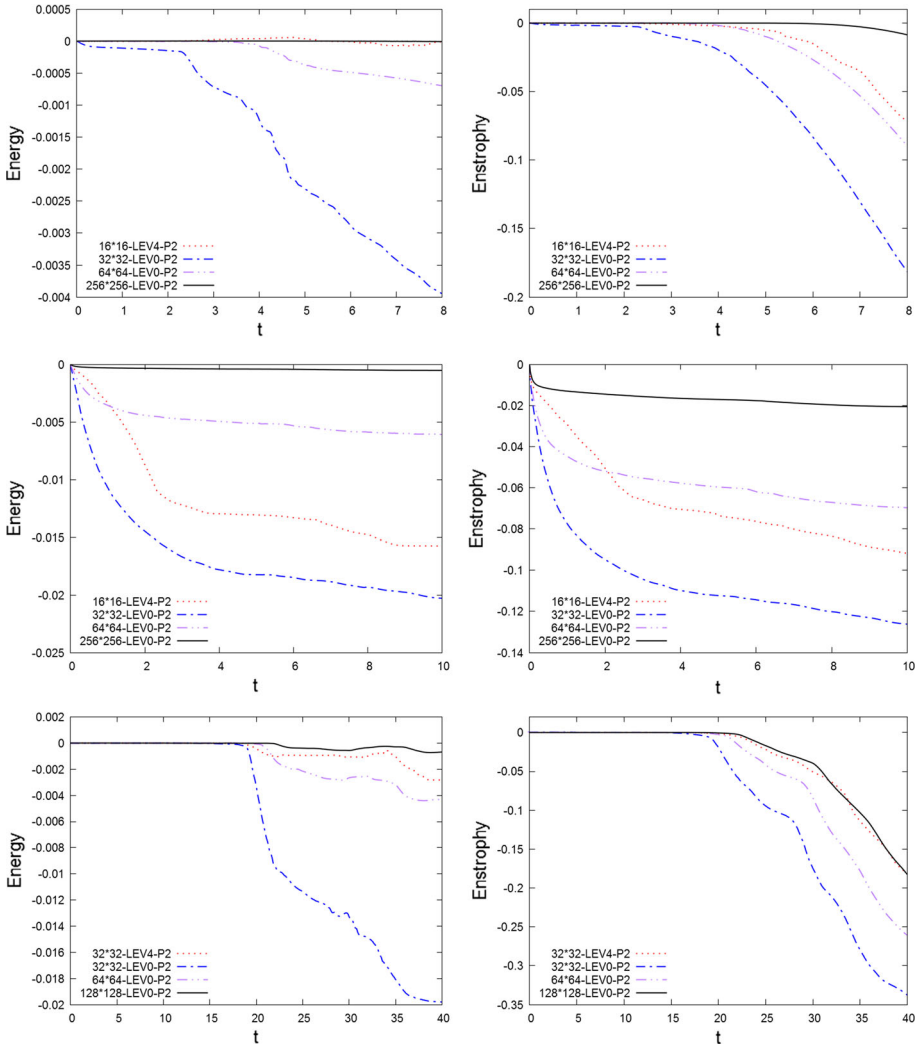 0.0005
0
-0.0005
-0.001
-0.0015
-0.002
-0.0025
-0.003
-0.0035
-0.004
Energy
16*16-LEV4-P2
32*32-LEV0-P2
64*64-LEV0-P2
256*256-LEV0-P2
0 1 2 3 4 5 6 7 8
t
0
-0.05
-0.1
-0.15
-0.2
Enstrophy
16*16-LEV4-P2
32*32-LEV0-P2
64*64-LEV0-P2
256*256-LEV0-P2
0 1 2 3 4 5 6 7 8
t
0
-0.005
-0.01
-0.015
-0.02
-0.025
Energy
16*16-LEV4-P2
32*32-LEV0-P2
64*64-LEV0-P2
256*256-LEV0-P2
0 2 4 6 8 10
t
0
-0.02
-0.04
-0.06
-0.08
-0.1
-0.12
-0.14
Enstrophy
16*16-LEV4-P2
32*32-LEV0-P2
64*64-LEV0-P2
256*256-LEV0-P2
0 2 4 6 8 10
t
0.002
0
-0.002
-0.004
-0.006
-0.008
-0.01
-0.012
-0.014
-0.016
-0.018
-0.02
Energy
32*32-LEV4-P2
32*32-LEV0-P2
64*64-LEV0-P2
128*128-LEV0-P2
0 5 10 15 20 25 30 35 40
t
0
-0.05
-0.1
-0.15
-0.2
-0.25
-0.3
-0.35
Enstrophy
32*32-LEV4-P2
32*32-LEV0-P2
64*64-LEV0-P2
128*128-LEV0-P2
0 5 10 15 20 25 30 35 40
t